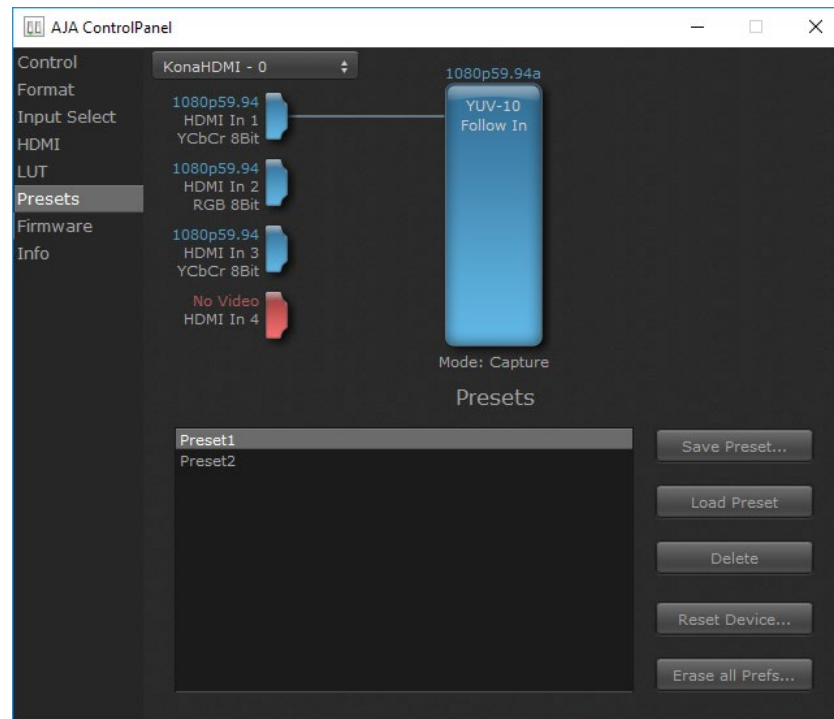 AJA ControlPanel
Control
Format
Input Select
HDMI
LUT
Presets
Firmware
Info
KonaHDMI - 0
1080p59.94
HDMI In 1
YCbCr 8Bit
1080p59.94
HDMI In 2
RGB 8Bit
1080p59.94
HDMI In 3
YCbCr 8Bit
No Video
HDMI In 4
1080p59.94a
YUV-10
Follow In
Mode: Capture
Presets
Preset1
Preset2
Save Preset...
Load Preset
Delete
Reset Device...
Erase all Prefs...